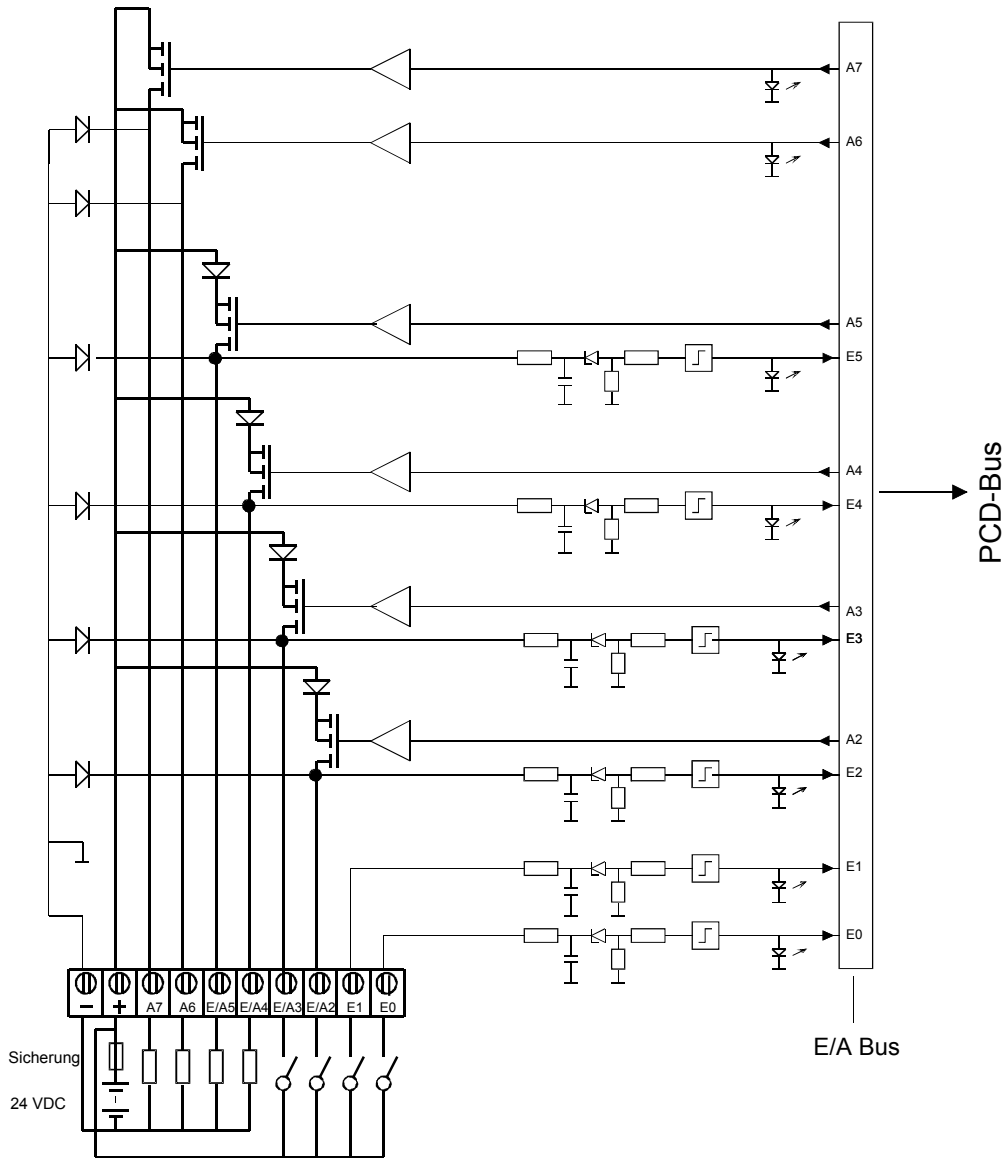 A7
A6
A5
E5
A4
E4
PCD-Bus
A3
E3
A2
E2
E1
E0
- + A7 A6 E/A5 E/A4 E/A3 E/A2 E1 E0
E/A Bus
Sicherung
24 VDC